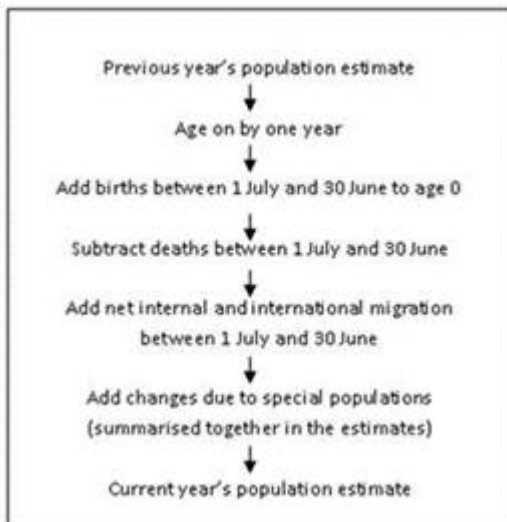 Previous year's population estimate
Age on by one year
Add births between 1 July and 30 June to age 0
Subtract deaths between 1 July and 30 June
Add net internal and international migration
between 1 July and 30 June
Add changes due to special populations
(summarised together in the estimates)
Current year's population estimate